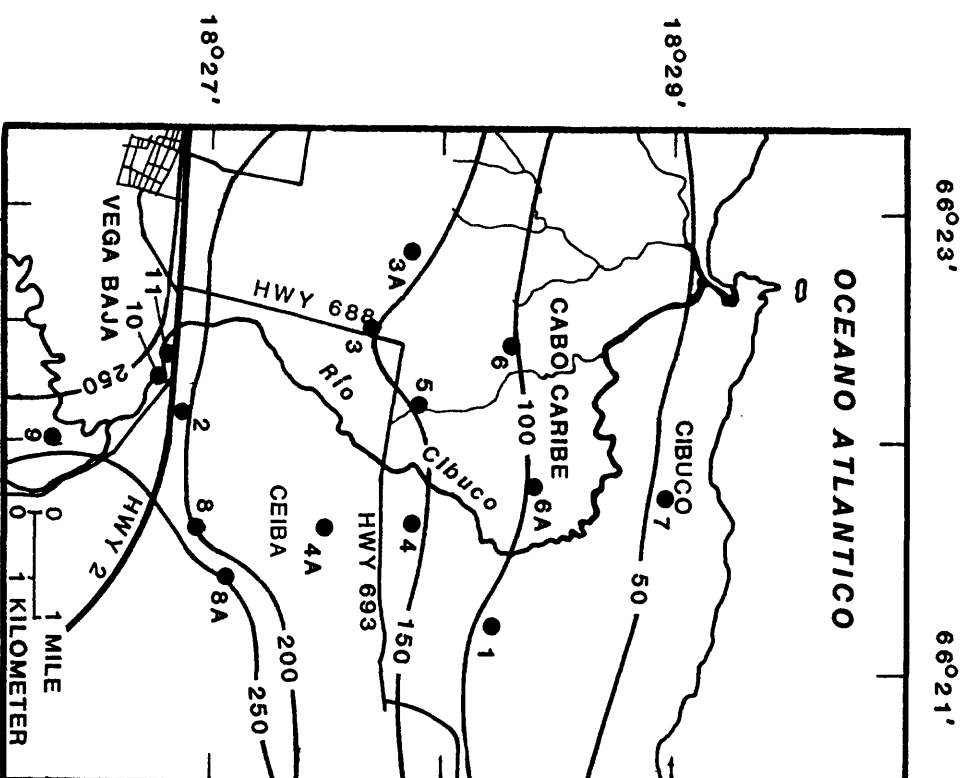 66°23'
66°21'
OCEANO ATLANTICO
18°29'
18°27'
CIBUCO
7
50
CABO CARIBE
6
100
6A
1
3A
HWY 688
3
5
Río
Cibuco
4
150
HWY 693
4A
CEIBA
2
8
8A
200
250
VEGA BAJA
11
10
250
9
HWY 2
0 1 MILE
0 1 KILOMETER